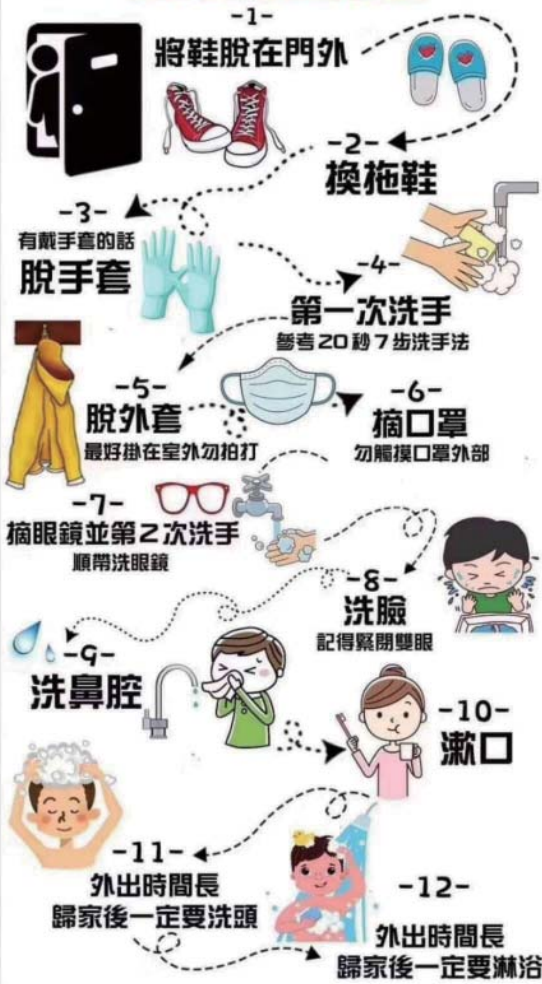 -1-
將鞋脫在門外
-2-
換拖鞋
-3-
有戴手套的話
脫手套
-4-
第一次洗手
參考20秒7步洗手法
-5-
脫外套
最好掛在室外勿拍打
-6-
摘口罩
勿觸摸口罩外部
-7-
摘眼鏡並第2次洗手
順帶洗眼鏡
-8-
洗臉
記得緊閉雙眼
-9-
洗鼻腔
-10-
漱口
-11-
外出時間長
歸家後一定要洗頭
-12-
外出時間長
歸家後一定要淋浴